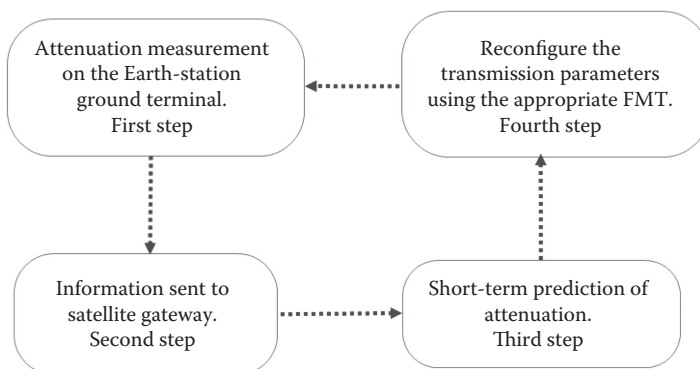 Attenuation measurement
on the Earth-station
ground terminal.
First step
Reconfigure the
transmission parameters
using the appropriate FMT.
Fourth step
Information sent to
satellite gateway.
Second step
Short-term prediction of
attenuation.
Third step